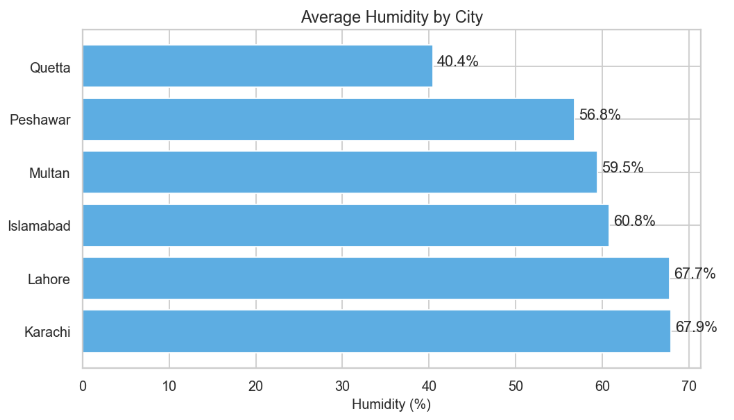 Average Humidity by City
Quetta 40.4%
Peshawar 56.8%
Multan 59.5%
Islamabad 60.8%
Lahore 67.7%
Karachi 67.9%
0 10 20 30 40 50 60 70
Humidity (%)